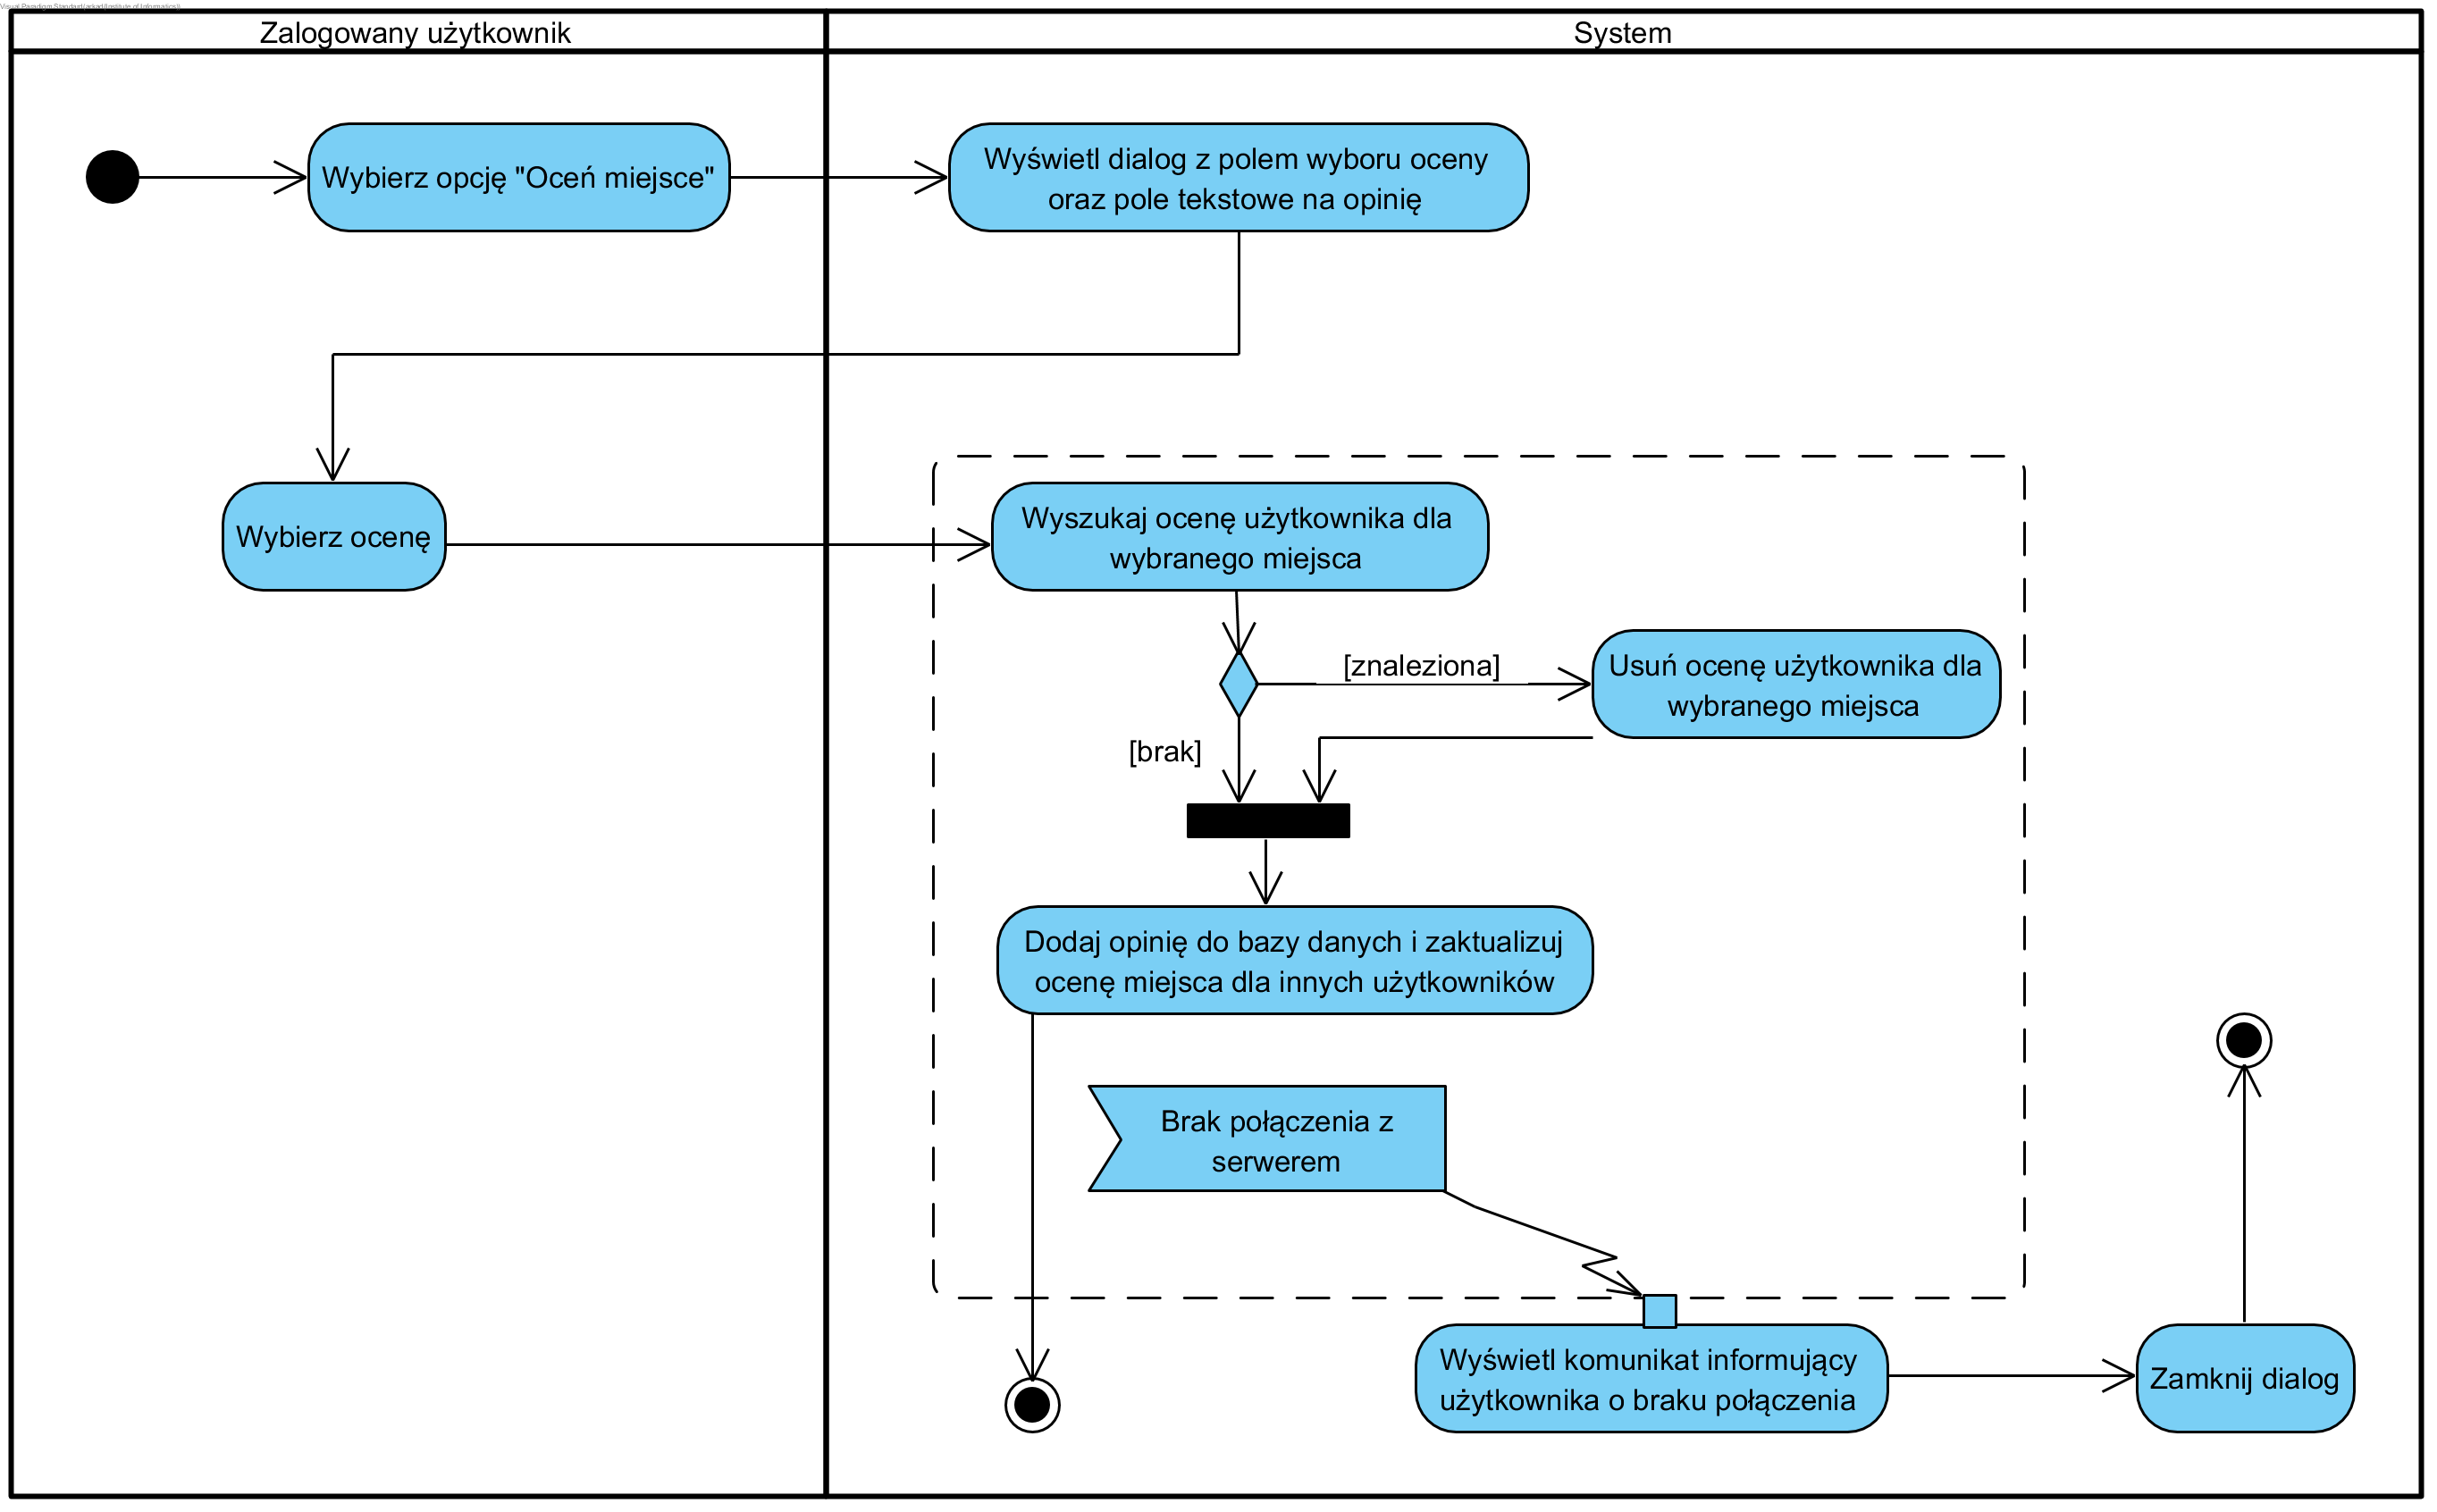 Visual Paradigm Standard(arkad(Institute of Informatics))
Zalogowany użytkownik
System
Wybierz opcję "Oceń miejsce"
Wyświetl dialog z polem wyboru oceny
oraz pole tekstowe na opinię
Wybierz ocenę
Wyszukaj ocenę użytkownika dla
wybranego miejsca
[znaleziona]
Usuń ocenę użytkownika dla
wybranego miejsca
[brak]
Dodaj opinię do bazy danych i zaktualizuj
ocenę miejsca dla innych użytkowników
Brak połączenia z
serwerem
Wyświetl komunikat informujący
użytkownika o braku połączenia
Zamknij dialog